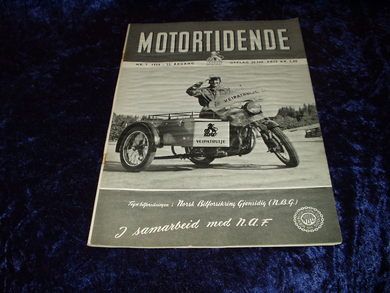 MOTORTIDENDE
VEIPATRULJE
VEIPATRULJE
Norsk Bilforsikring Gjensidig (N.B.G)
I samarbeid med N.A.F.